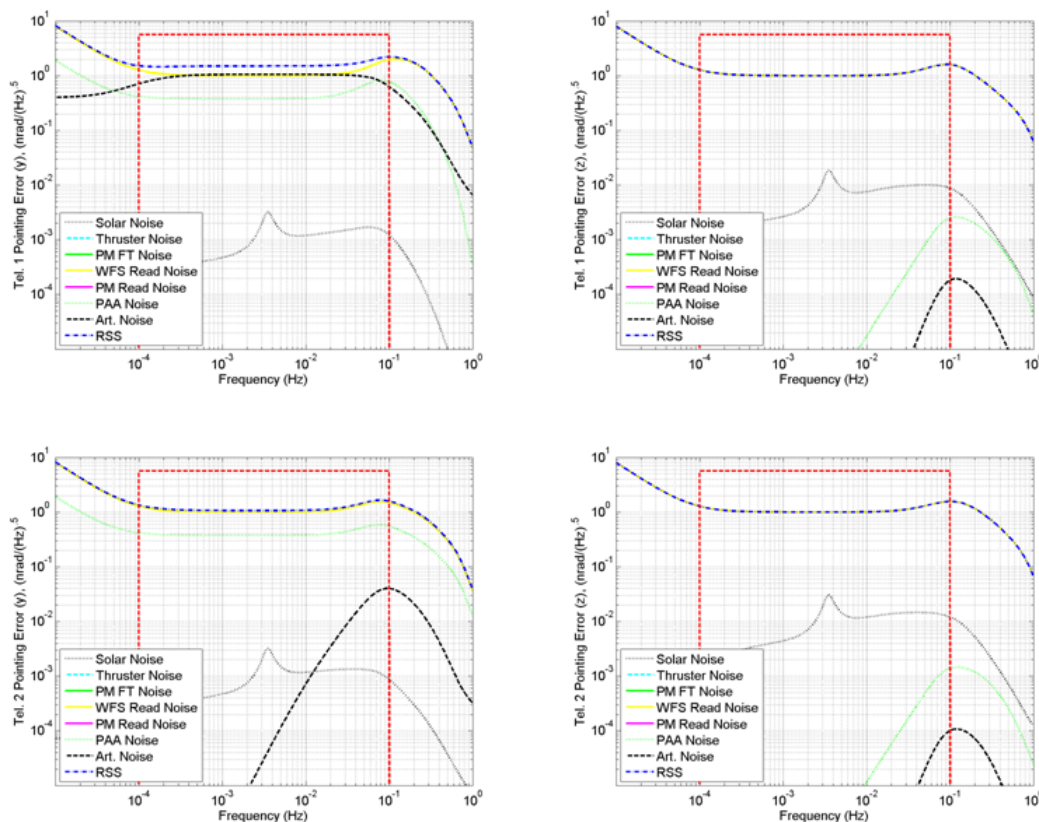 Tel. 1 Pointing Error (y), (nrad/(Hz)^.5
10^1
10^0
10^-1
10^-2
10^-3
10^-4
Solar Noise
Thruster Noise
PM FT Noise
WFS Read Noise
PM Read Noise
PAA Noise
Art. Noise
RSS
10^-4
10^-3
10^-2
10^-1
10^0
Frequency (Hz)
Tel. 1 Pointing Error (z), (nrad/(Hz)^.5
10^1
10^0
10^-1
10^-2
10^-3
10^-4
Solar Noise
Thruster Noise
PM FT Noise
WFS Read Noise
PM Read Noise
PAA Noise
Art. Noise
RSS
10^-4
10^-3
10^-2
10^-1
10^0
Frequency (Hz)
Tel. 2 Pointing Error (y), (nrad/(Hz)^.5
10^1
10^0
10^-1
10^-2
10^-3
10^-4
Solar Noise
Thruster Noise
PM FT Noise
WFS Read Noise
PM Read Noise
PAA Noise
Art. Noise
RSS
10^-4
10^-3
10^-2
10^-1
10^0
Frequency (Hz)
Tel. 2 Pointing Error (z), (nrad/(Hz)^.5
10^1
10^0
10^-1
10^-2
10^-3
10^-4
Solar Noise
Thruster Noise
PM FT Noise
WFS Read Noise
PM Read Noise
PAA Noise
Art. Noise
RSS
10^-4
10^-3
10^-2
10^-1
10^0
Frequency (Hz)